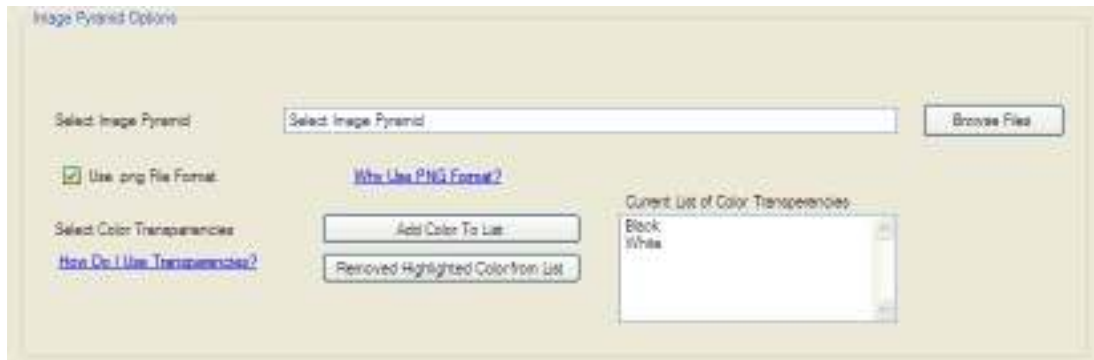 Image Pyramid Options
Select Image Pyramid
Select Image Pyramid
Browse Files
Use .png File Format
Why Use PNG Format?
Select Color Transparencies
Add Color To List
Current List of Color Transperencies
Black
White
How Do I Use Transparencies?
Removed Highlighted Color from List